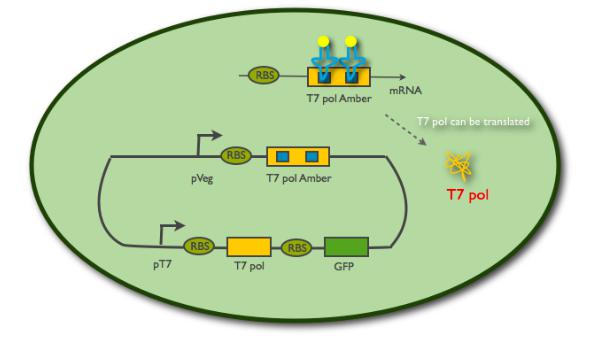 RBS
mRNA
T7 pol Amber
T7 pol can be translated
RBS
pVeg
T7 pol Amber
T7 pol
RBS
RBS
pT7
T7 pol
GFP